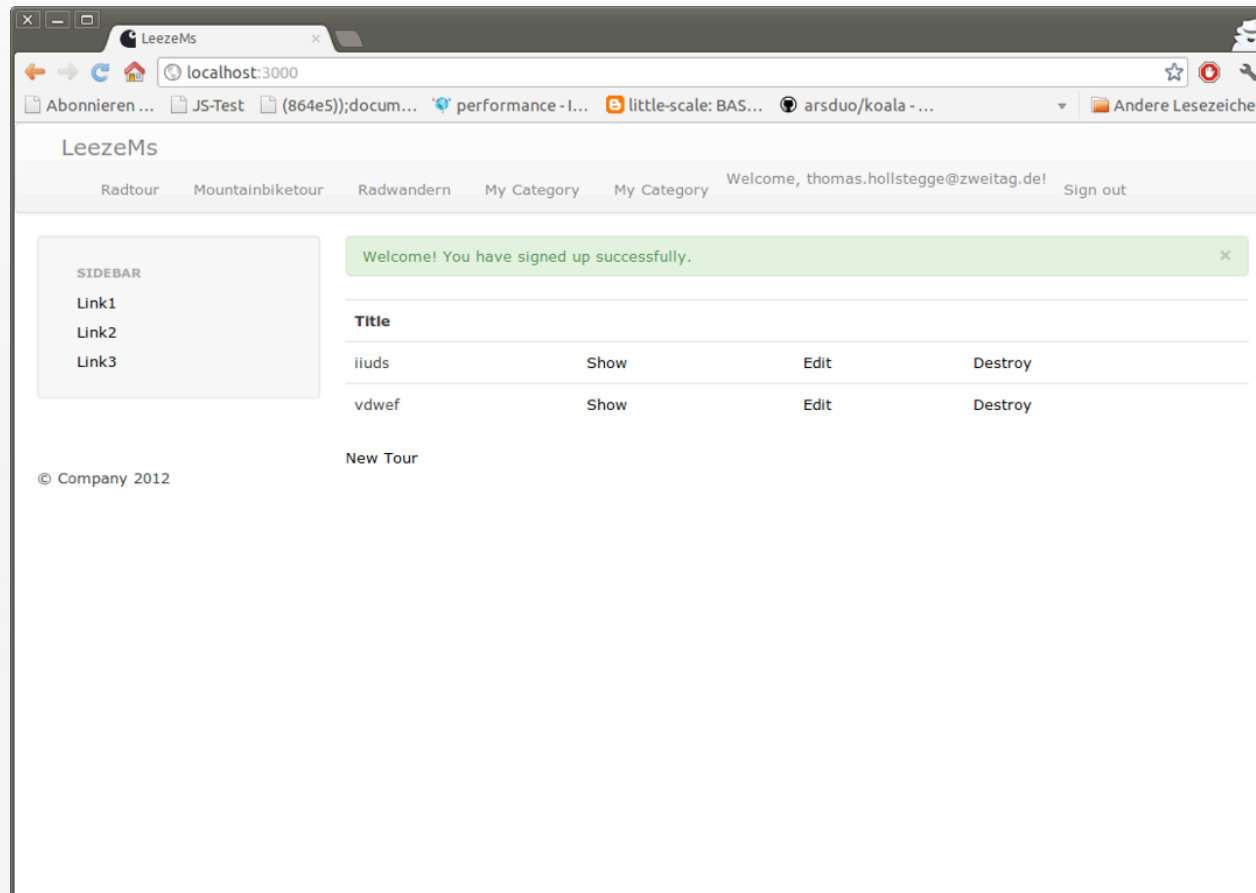 LeezeMs
localhost:3000
Abonnieren ... JS-Test (864e5));docum... performance - I... little-scale: BAS... arsduo/koala - ... Andere Lesezeiche
LeezeMs
Radtour Mountainbiketour Radwandern My Category My Category Welcome, thomas.hollstegge@zweitag.de! Sign out
SIDEBAR
Link1
Link2
Link3
Welcome! You have signed up successfully. ×
Title
iiuds Show Edit Destroy
vdwef Show Edit Destroy
New Tour
© Company 2012